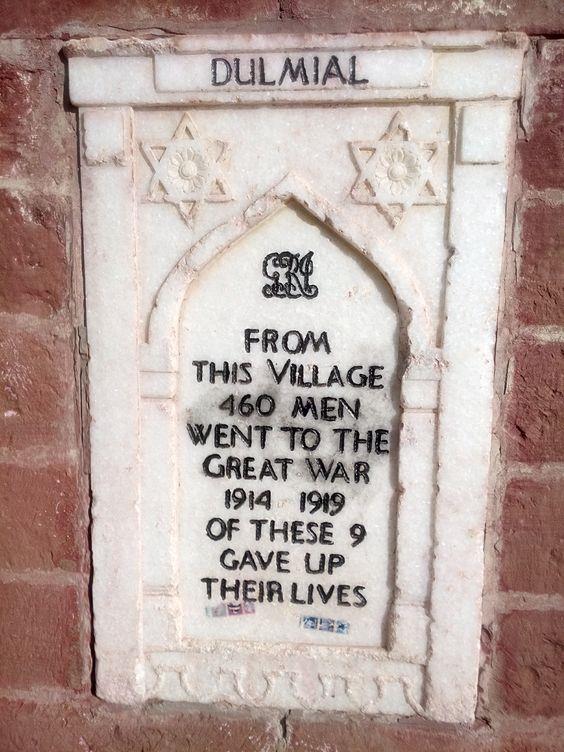 DULMIAL
GRI
FROM
THIS VILLAGE
460 MEN
WENT TO THE
GREAT WAR
1914 1919
OF THESE 9
GAVE UP
THEIR LIVES